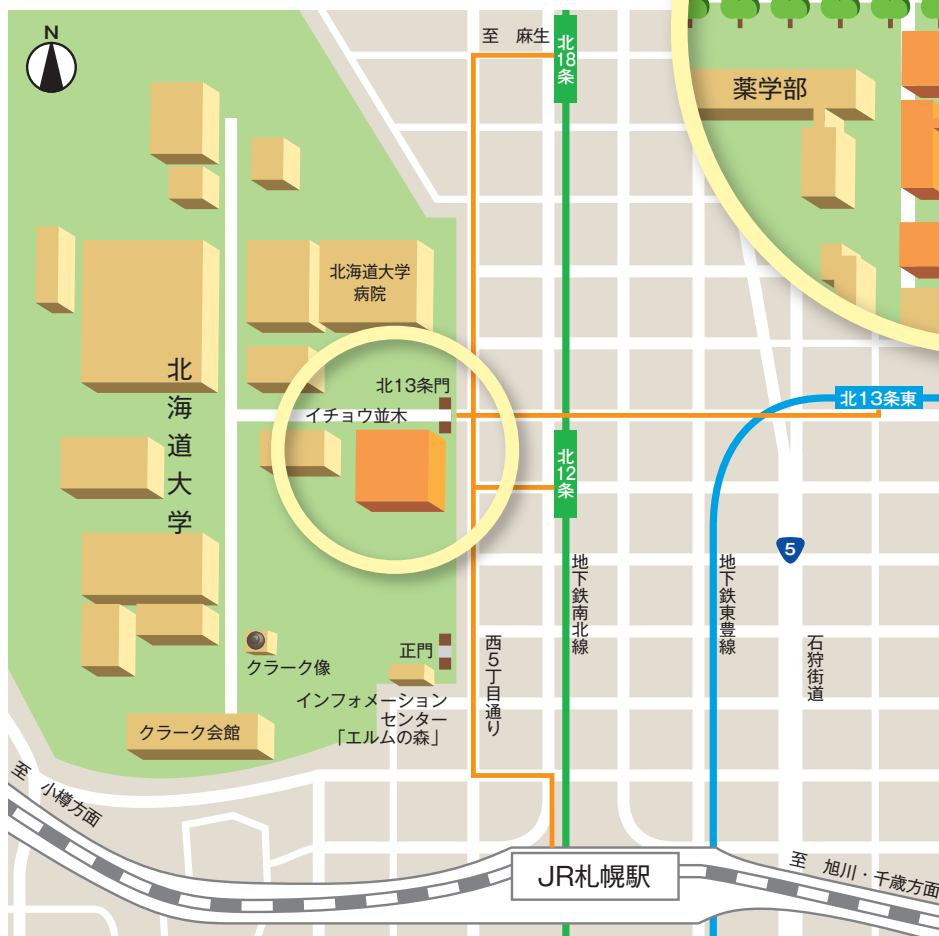 N
至 麻生
北18条
薬学部
北海道大学
病院
北13条門
イチョウ並木
北13条東
北海道大学
北12条
5
地下鉄南北線
地下鉄東豊線
石狩街道
西5丁目通り
正門
クラーク像
インフォメーション
センター
「エルムの森」
クラーク会館
至 小樽方面
JR札幌駅
至 旭川・千歳方面